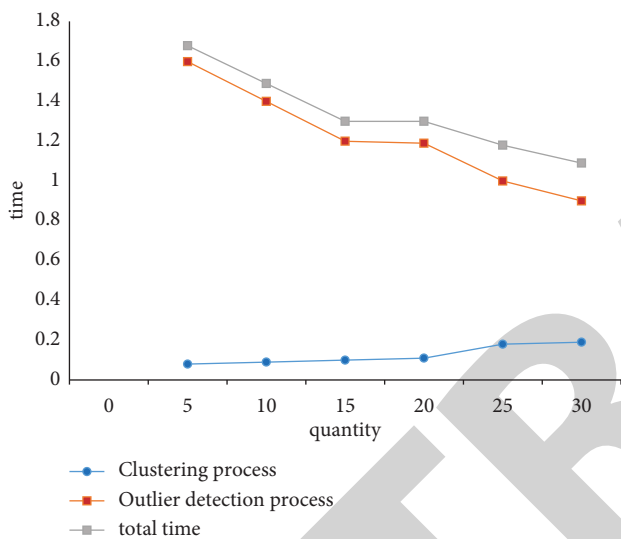 1.8
1.6
1.4
1.2
1
0.8
0.6
0.4
0.2
0
time
0 5 10 15 20 25 30
quantity
Clustering process
Outlier detection process
total time